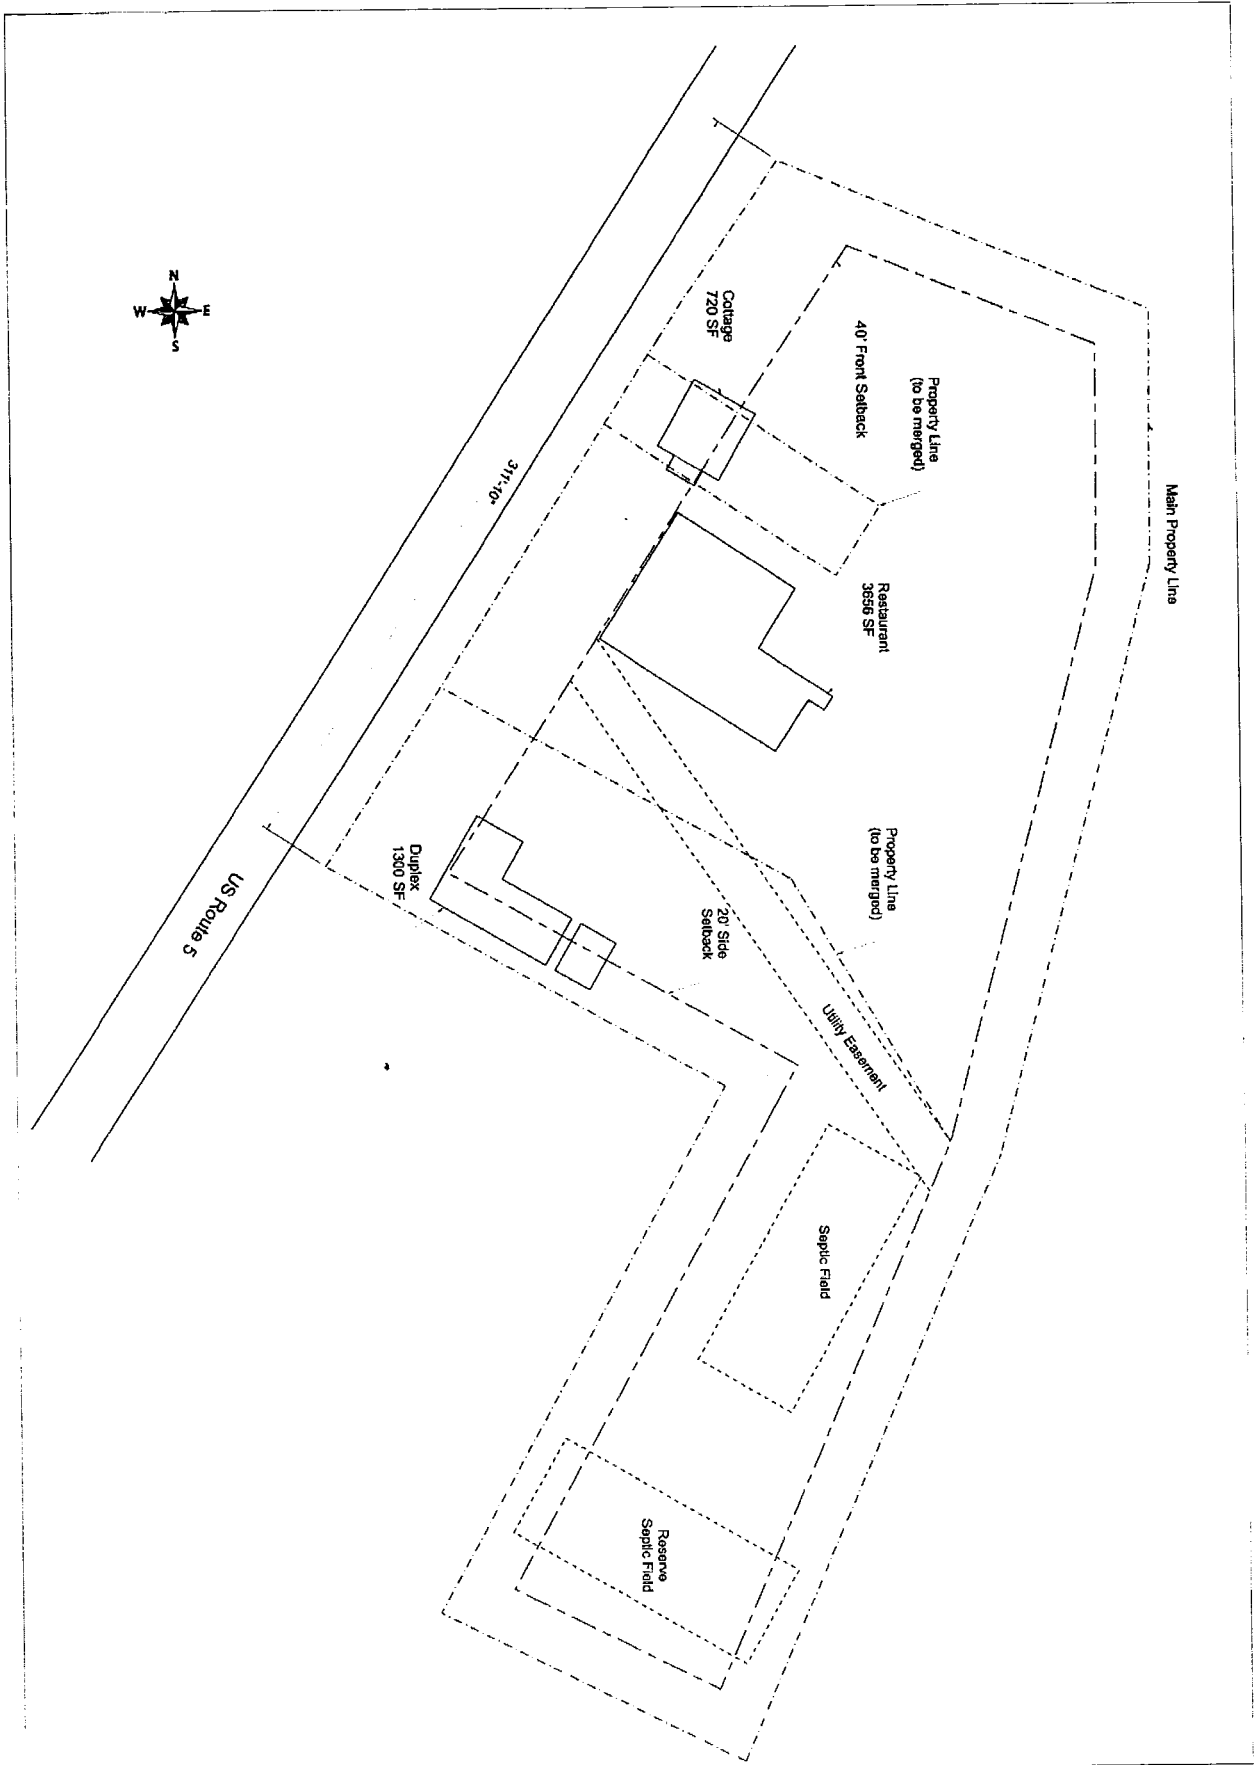 Main Property Line
Property Line
(to be merged)
40' Front Setback
Cottage
720 SF
N
W
E
S
311'-10"
Restaurant
3656 SF
Property Line
(to be merged)
20' Side
Setback
Duplex
1300 SF
US Route 5
Utility Easement
Septic Field
Reserve
Septic Field